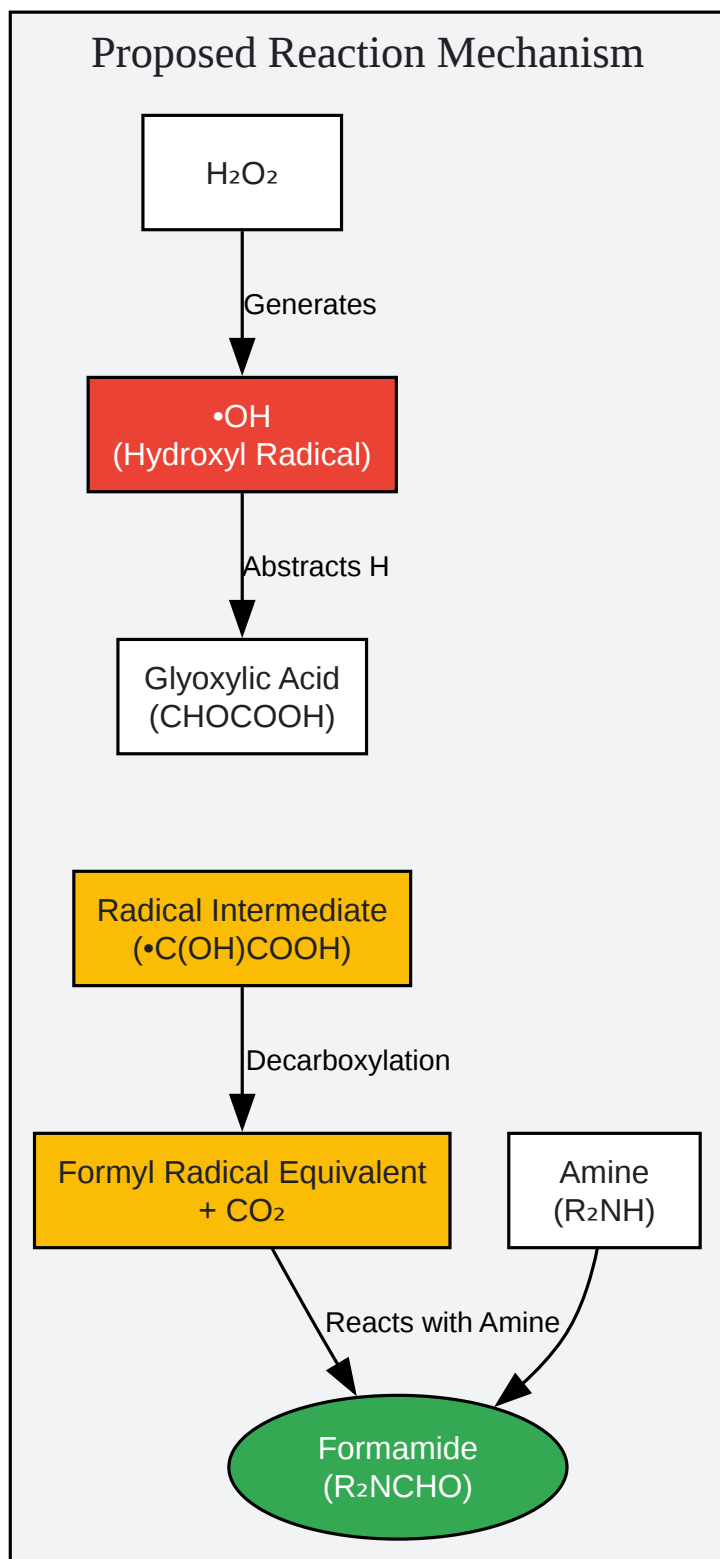 Proposed Reaction Mechanism
H₂O₂
Generates
•OH
(Hydroxyl Radical)
Abstracts H
Glyoxylic Acid
(CHOCOOH)
Radical Intermediate
(•C(OH)COOH)
Decarboxylation
Formyl Radical Equivalent
+ CO₂
Amine
(R₂NH)
Reacts with Amine
Formamide
(R₂NCHO)